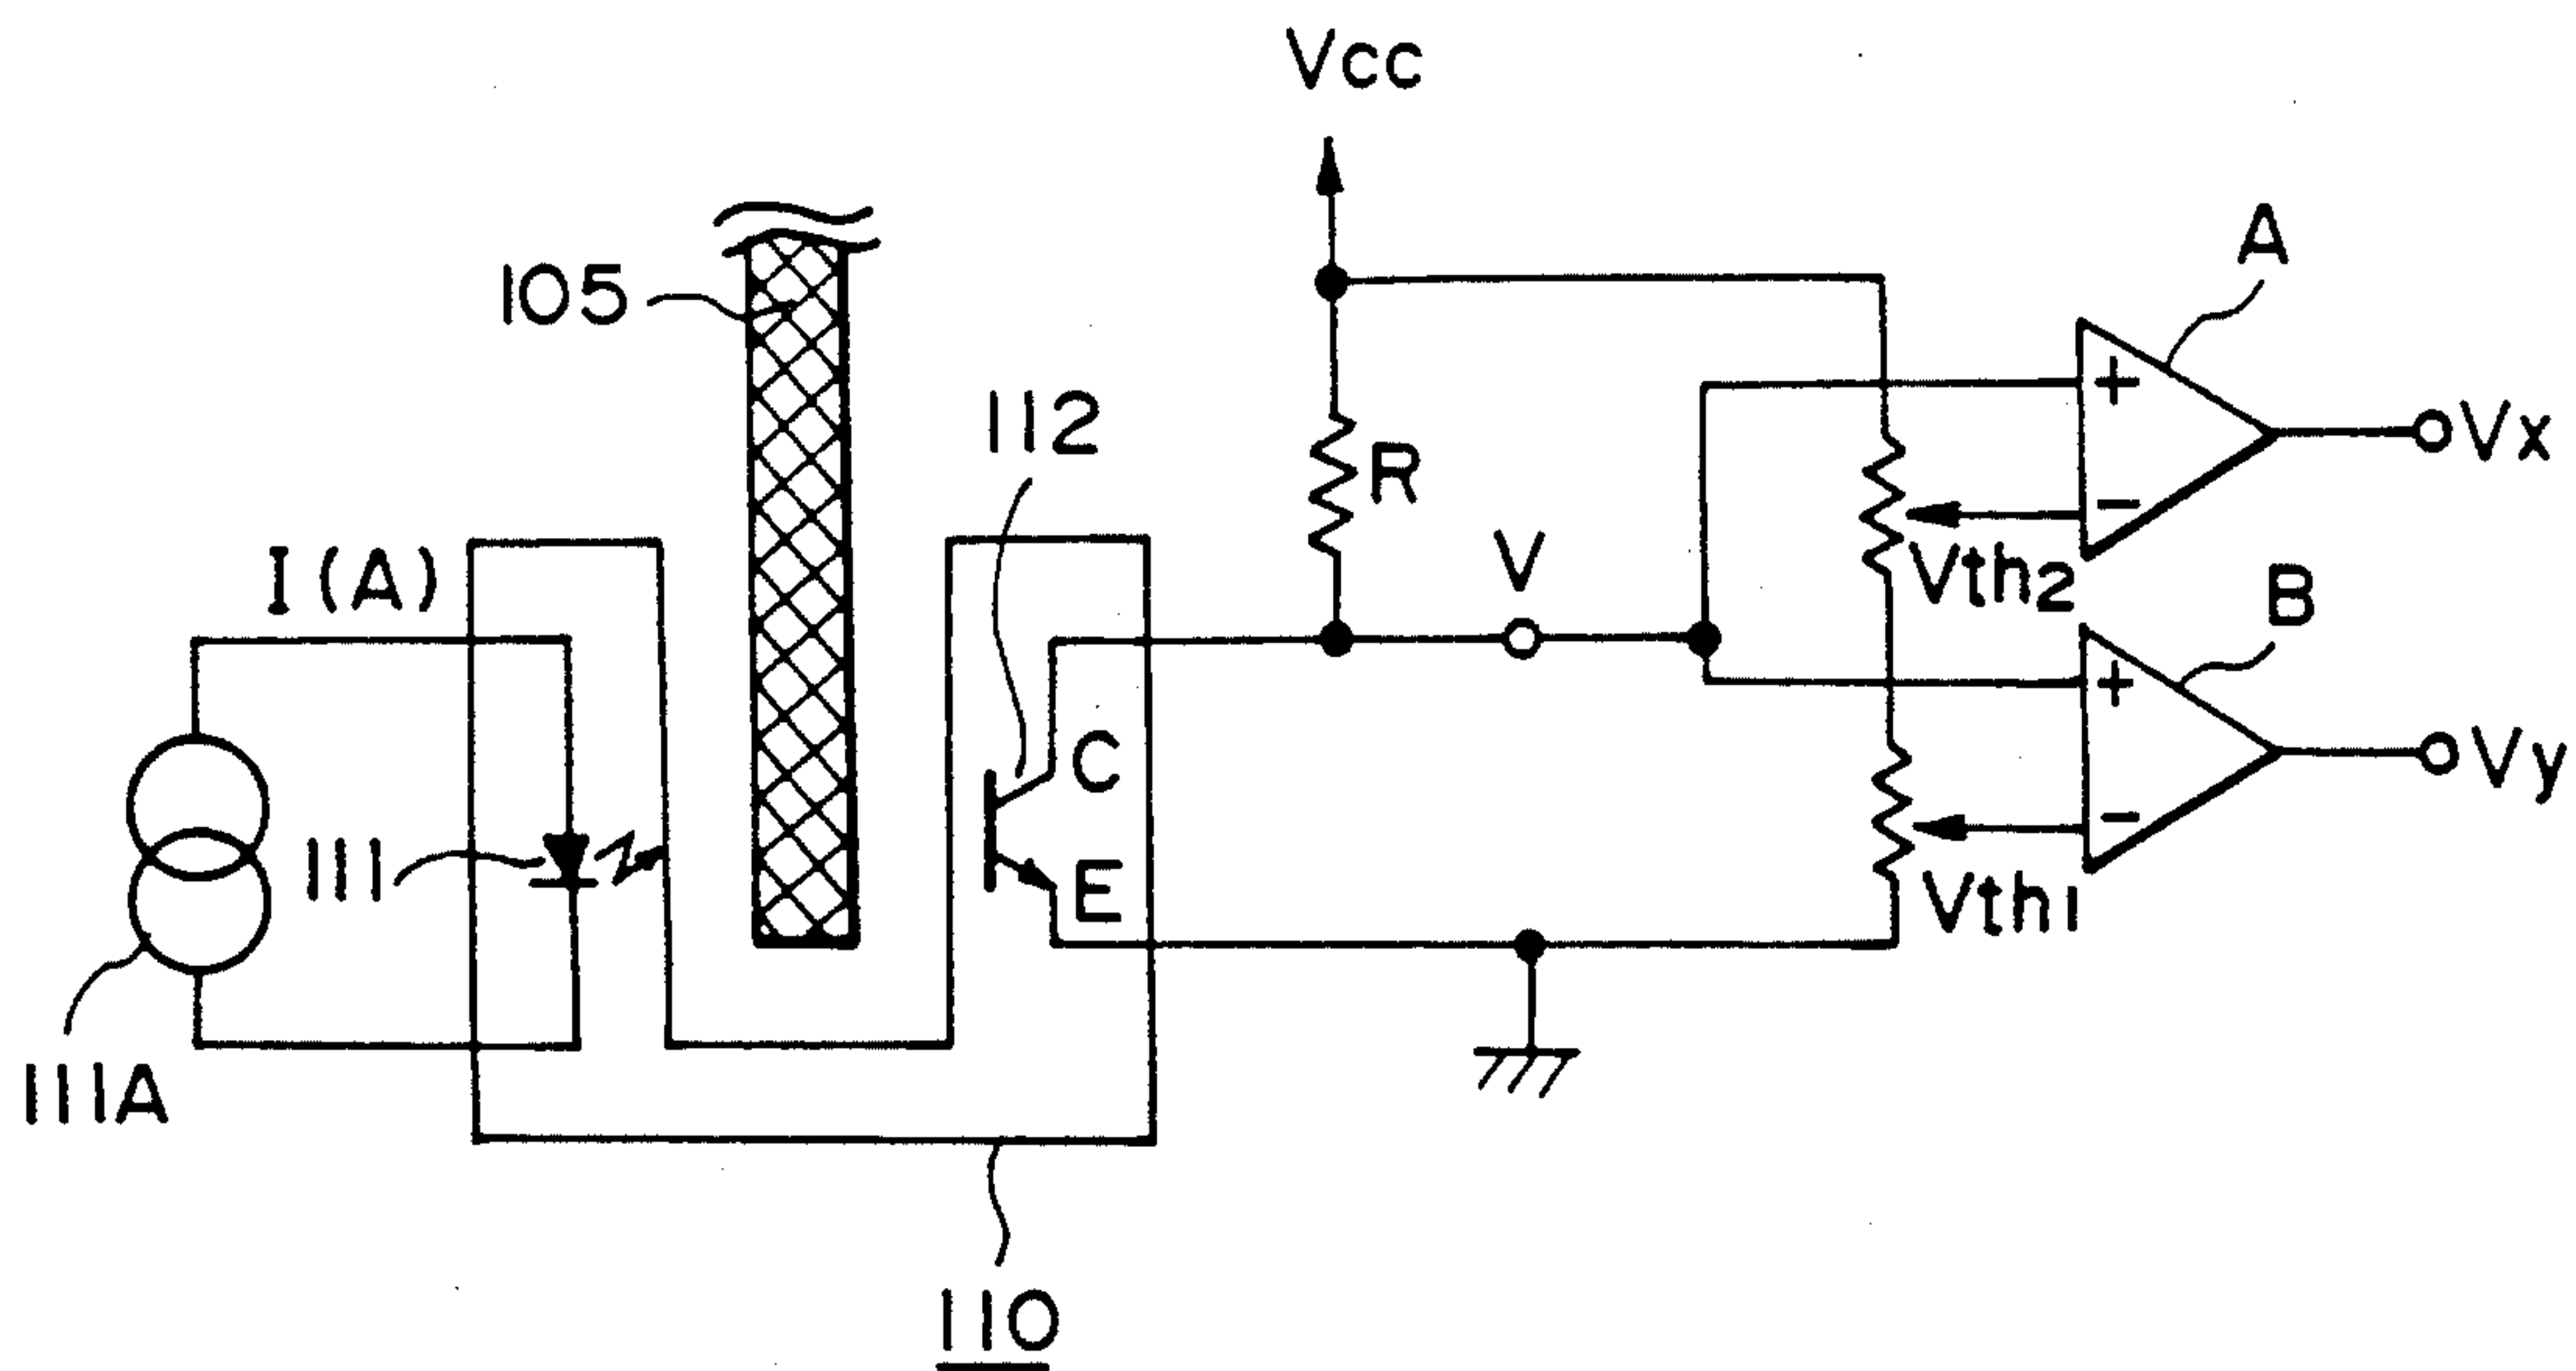 Vcc
A
105
112
R
+
−
Vx
I(A)
V
Vth2
B
+
C
−
Vy
111
E
Vth1
111A
110